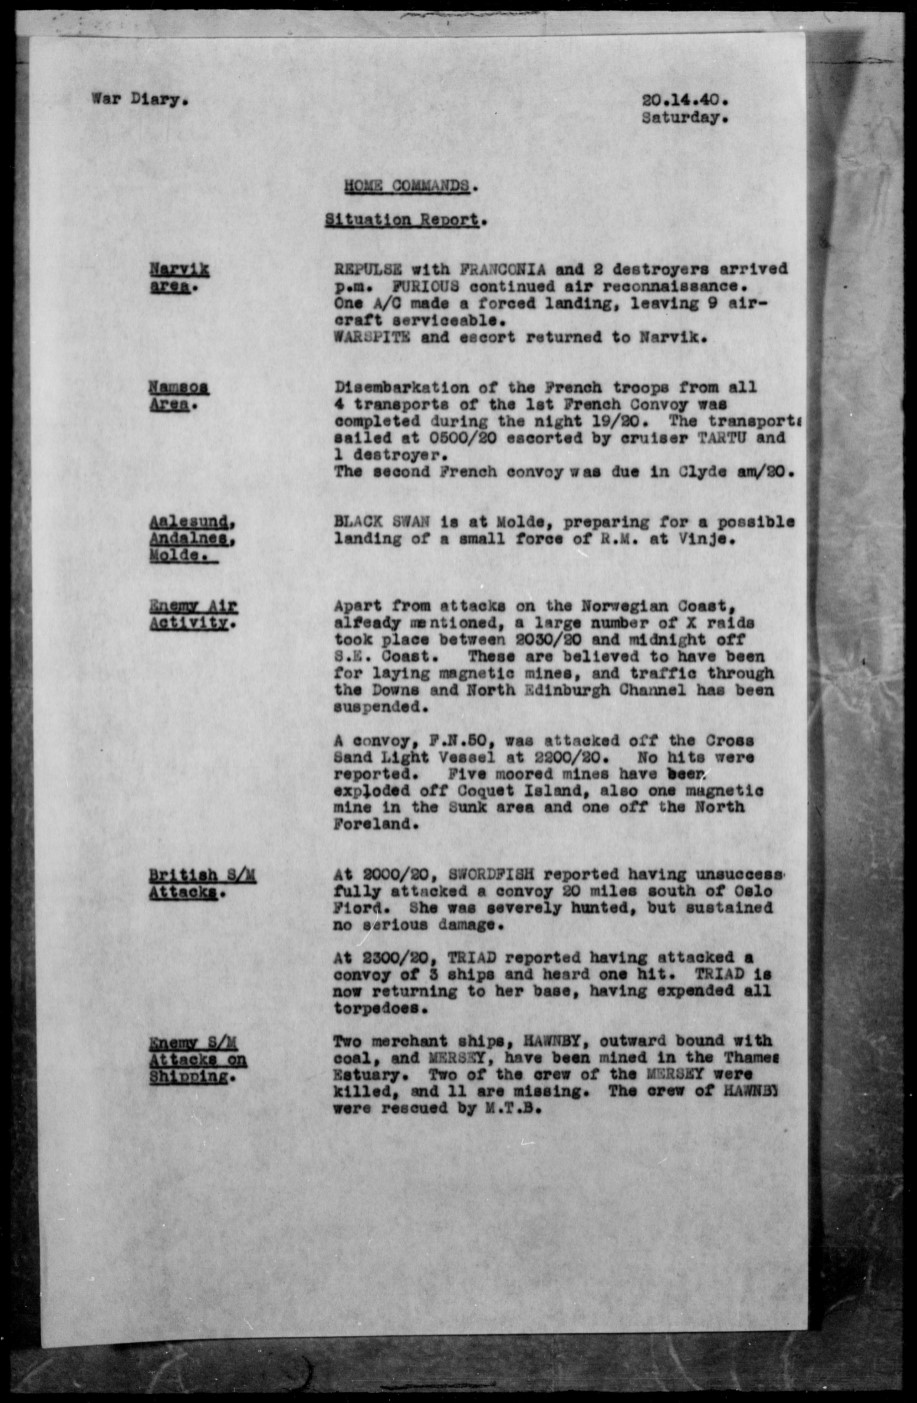 War Diary.
20.14.40.
Saturday.
HOME COMMANDS.
Situation Report.
Narvik
area.
REPULSE with FRANCONIA and 2 destroyers arrived
p.m. FURIOUS continued air reconnaissance.
One A/C made a forced landing, leaving 9 air-
craft serviceable.
WARSPITE and escort returned to Narvik.
Namsos
Area.
Disembarkation of the French troops from all
4 transports of the 1st French Convoy was
completed during the night 19/20. The transports
sailed at 0500/20 escorted by cruiser TARTU and
1 destroyer.
The second French convoy was due in Clyde am/20.
Aalesund,
Andalnes,
Molde.
BLACK SWAN is at Molde, preparing for a possible
landing of a small force of R.M. at Vinje.
Enemy Air
Activity.
Apart from attacks on the Norwegian Coast,
already mentioned, a large number of X raids
took place between 2030/20 and midnight off
S.E. Coast. These are believed to have been
for laying magnetic mines, and traffic through
the Downs and North Edinburgh Channel has been
suspended.
A convoy, F.N.50, was attacked off the Cross
Sand Light Vessel at 2200/20. No hits were
reported. Five moored mines have been
exploded off Coquet Island, also one magnetic
mine in the Sunk area and one off the North
Foreland.
British S/M
Attacks.
At 2000/20, SWORDFISH reported having unsuccess-
fully attacked a convoy 20 miles south of Oslo
Fiord. She was severely hunted, but sustained
no serious damage.
At 2300/20, TRIAD reported having attacked a
convoy of 3 ships and heard one hit. TRIAD is
now returning to her base, having expended all
torpedoes.
Enemy S/M
Attacks on
Shipping.
Two merchant ships, HAWNBY, outward bound with
coal, and MERSEY, have been mined in the Thames
Estuary. Two of the crew of the MERSEY were
killed, and 11 are missing. The crew of HAWNBY
were rescued by M.T.B.